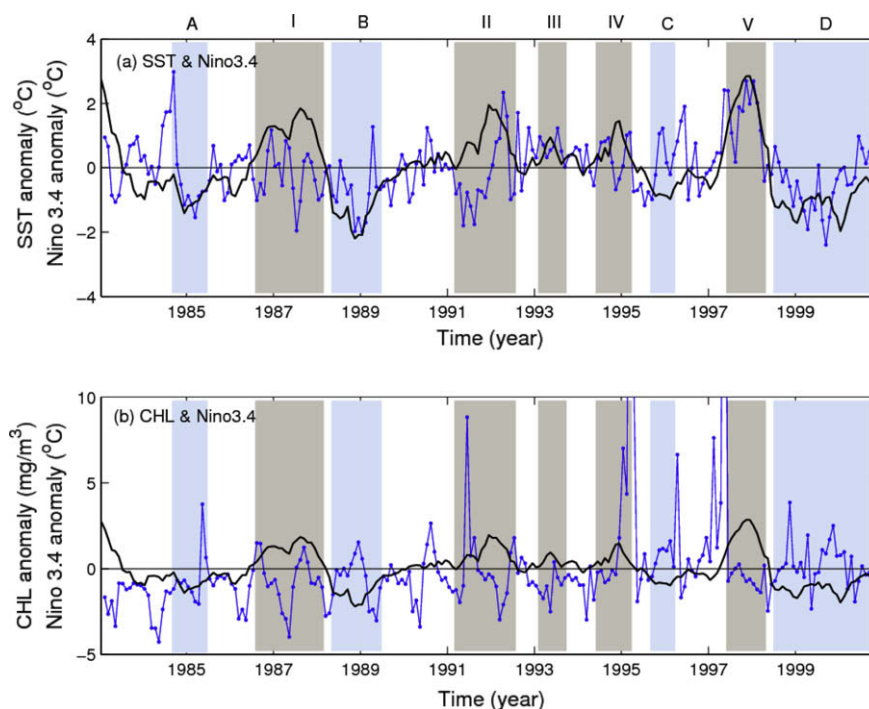 A I B II III IV C V D
(a) SST & Nino3.4
SST anomaly (°C)
Nino 3.4 anomaly (°C)
4
2
0
−2
−4
1985 1987 1989 1991 1993 1995 1997 1999
Time (year)
(b) CHL & Nino3.4
CHL anomaly (mg/m³)
Nino 3.4 anomaly (°C)
10
5
0
−5
1985 1987 1989 1991 1993 1995 1997 1999
Time (year)